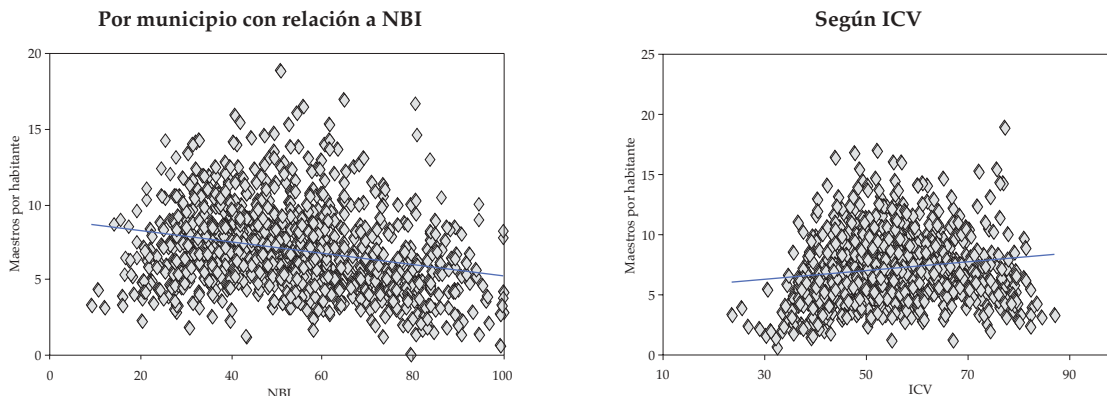 Por municipio con relación a NBI
Maestros por habitante
20
15
10
5
0
0 20 40 60 80 100
NBI
Según ICV
Maestros por habitante
25
20
15
10
5
0
10 30 50 70 90
ICV